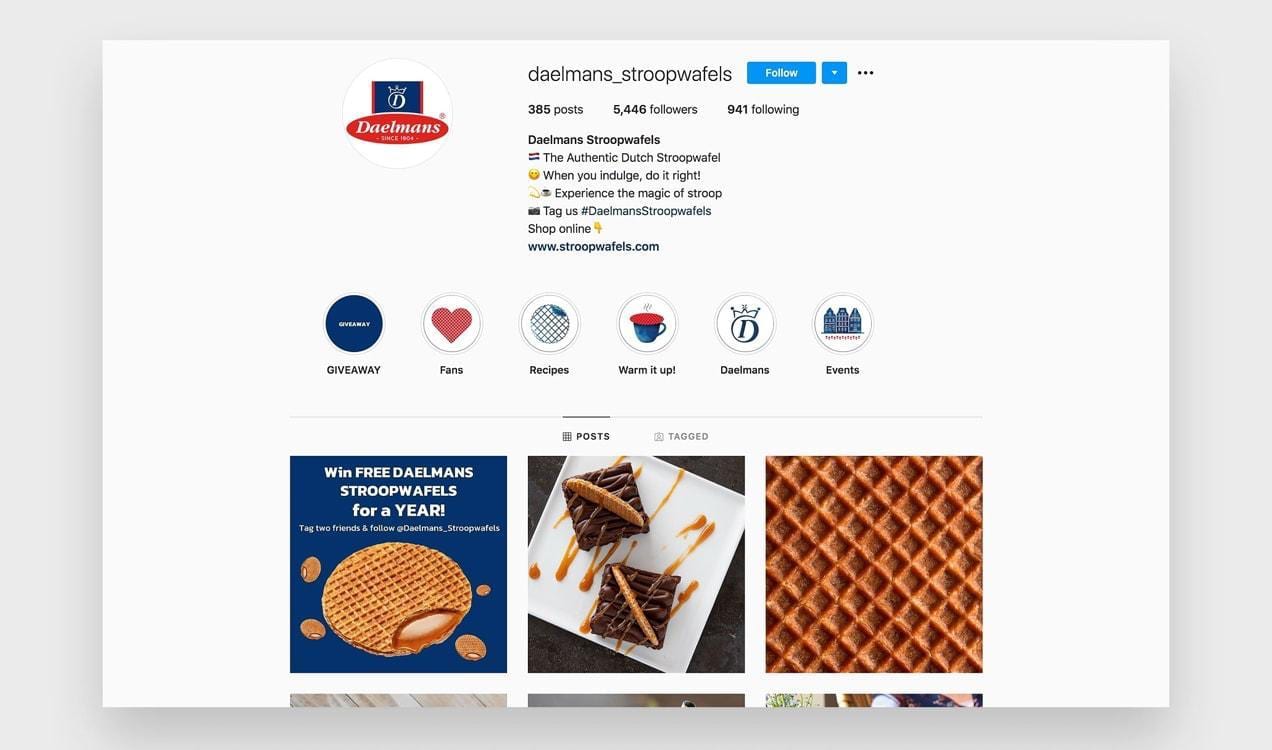 daelmans_stroopwafels Follow
385 posts 5,446 followers 941 following
D
Daelmans®
- SINCE 1904 -
Daelmans Stroopwafels
The Authentic Dutch Stroopwafel
When you indulge, do it right!
Experience the magic of stroop
Tag us #DaelmansStroopwafels
Shop online
www.stroopwafels.com
GIVEAWAY
D
GIVEAWAY Fans Recipes Warm it up! Daelmans Events
POSTS TAGGED
Win FREE DAELMANS
STROOPWAFELS
for a YEAR!
Tag two friends & follow @Daelmans_Stroopwafels